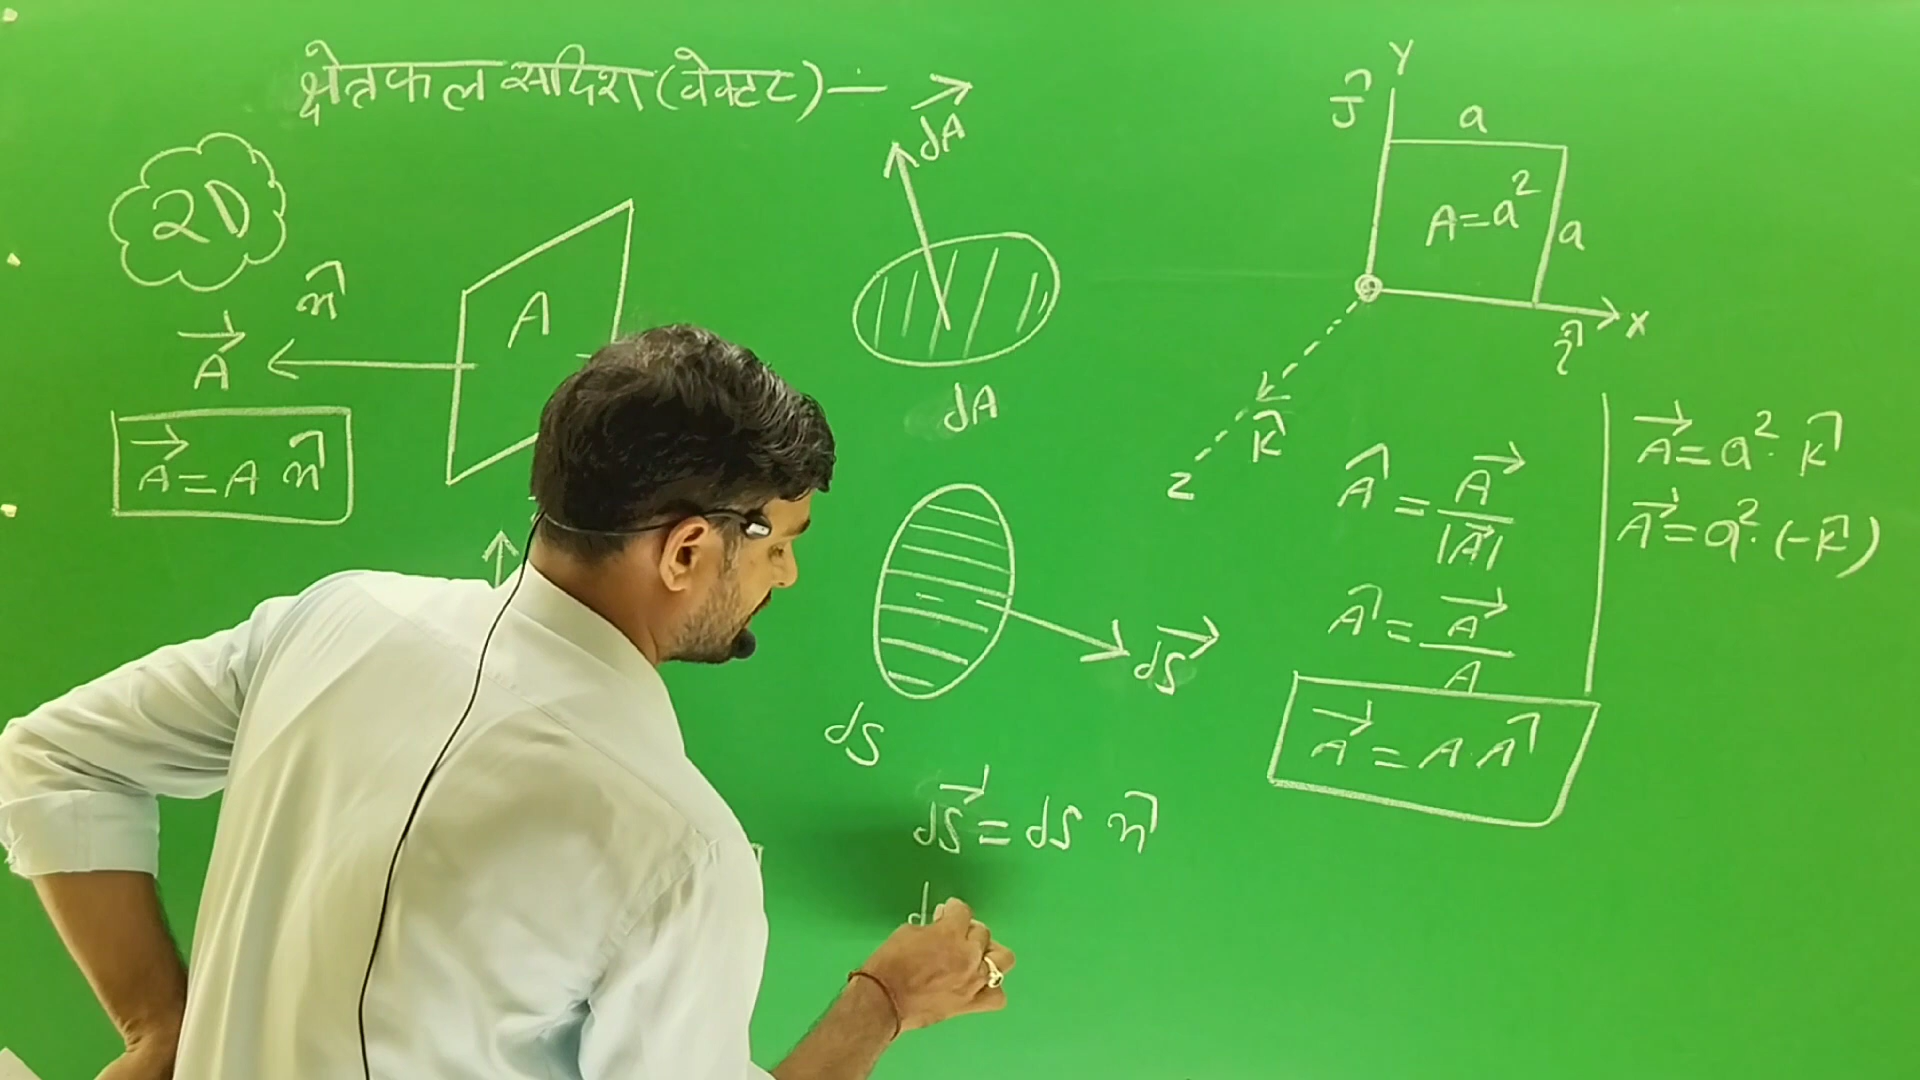 क्षेत्रफल सदिश (वेक्टर) —
2D
n̂
A⃗
A
A⃗ = A n̂
dA⃗
dA
dS⃗
dS
dS⃗ = dS n̂
d
Y
ĵ
a
A = a²
a
x
î
k̂
z
Â = A⃗ / |A⃗|
Â = A⃗ / A
A⃗ = A · Â
A⃗ = a² · k̂
A⃗ = a² · (-k̂)